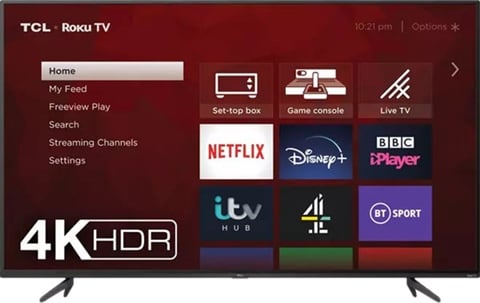 TCL • Roku TV
10:21 pm | Options ✱
Home
My Feed
Freeview Play
Search
Streaming Channels
Settings
Set-top box
Game console
Live TV
NETFLIX
Disney+
BBC
iPlayer
itv
HUB
4
BT SPORT
4K HDR
TCL